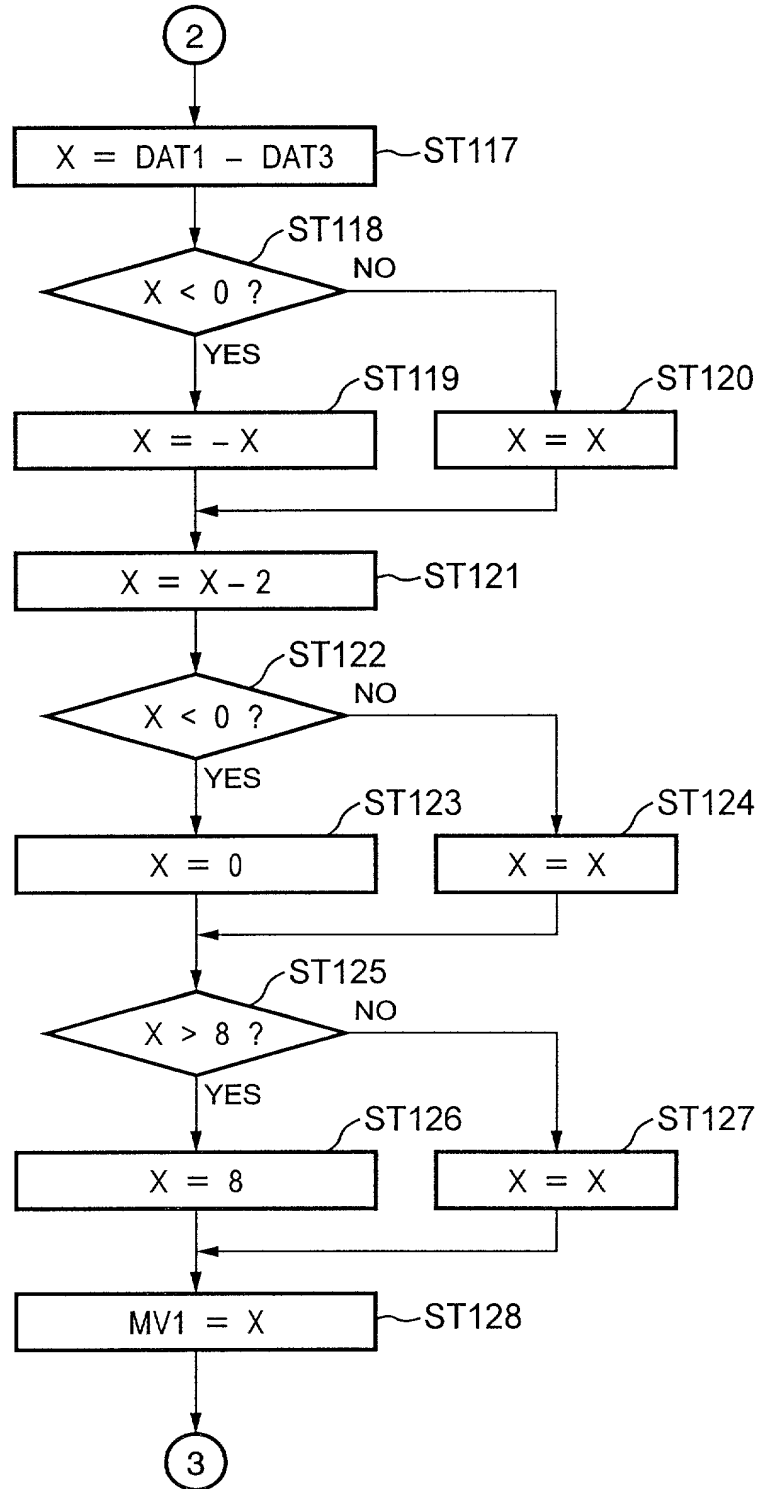 2
X = DAT1 - DAT3
ST117
ST118
X < 0 ?
NO
YES
ST119
ST120
X = - X
X = X
X = X - 2
ST121
ST122
X < 0 ?
NO
YES
ST123
ST124
X = 0
X = X
ST125
X > 8 ?
NO
YES
ST126
ST127
X = 8
X = X
MV1 = X
ST128
3